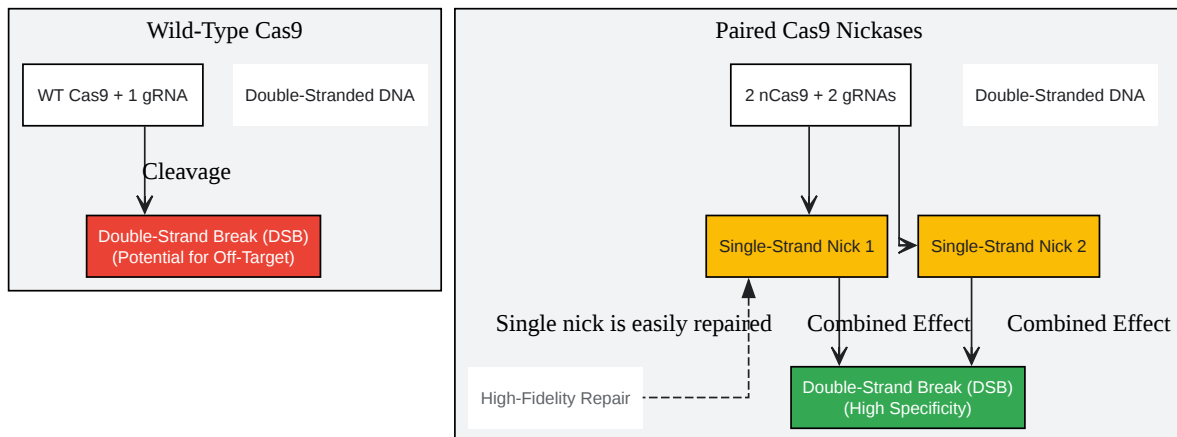 Wild-Type Cas9
WT Cas9 + 1 gRNA
Double-Stranded DNA
Cleavage
Double-Strand Break (DSB)
(Potential for Off-Target)
Paired Cas9 Nickases
2 nCas9 + 2 gRNAs
Double-Stranded DNA
Single-Strand Nick 1
Single-Strand Nick 2
Single nick is easily repaired
Combined Effect
Combined Effect
High-Fidelity Repair
Double-Strand Break (DSB)
(High Specificity)